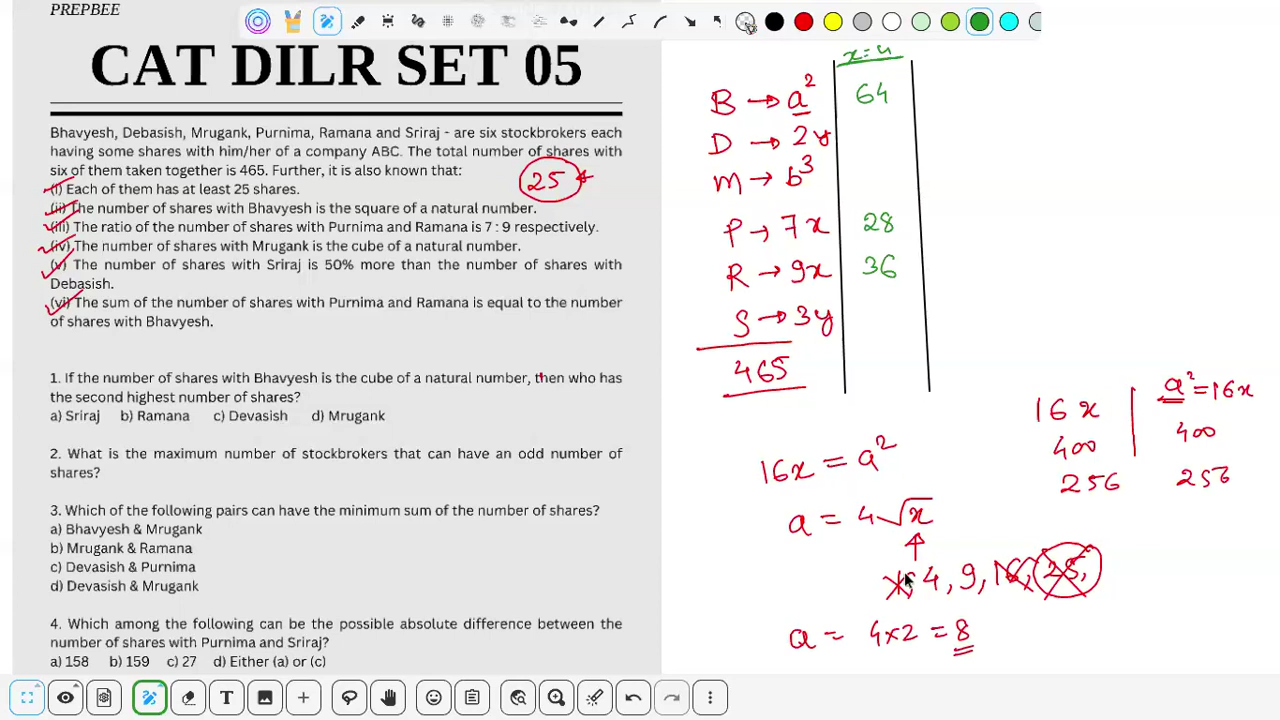 PREPBEE
CAT DILR SET 05
Bhavyesh, Debasish, Mrugank, Purnima, Ramana and Sriraj - are six stockbrokers each
having some shares with him/her of a company ABC. The total number of shares with
six of them taken together is 465. Further, it is also known that:
(i) Each of them has at least 25 shares.
(ii) The number of shares with Bhavyesh is the square of a natural number.
(iii) The ratio of the number of shares with Purnima and Ramana is 7 : 9 respectively.
(iv) The number of shares with Mrugank is the cube of a natural number.
(v) The number of shares with Sriraj is 50% more than the number of shares with
Debasish.
(vi) The sum of the number of shares with Purnima and Ramana is equal to the number
of shares with Bhavyesh.
25
1. If the number of shares with Bhavyesh is the cube of a natural number, then who has
the second highest number of shares?
a) Sriraj b) Ramana c) Devasish d) Mrugank
2. What is the maximum number of stockbrokers that can have an odd number of
shares?
3. Which of the following pairs can have the minimum sum of the number of shares?
a) Bhavyesh & Mrugank
b) Mrugank & Ramana
c) Devasish & Purnima
d) Devasish & Mrugank
4. Which among the following can be the possible absolute difference between the
number of shares with Purnima and Sriraj?
a) 158 b) 159 c) 27 d) Either (a) or (c)
x=4
B → a² 64
D → 2y
M → b³
P → 7x 28
R → 9x 36
S → 3y
465
16x = a²
a = 4√x
1, 4, 9, 16, 25,
a = 4×2 = 8
16x a²=16x
400 400
256 256
T